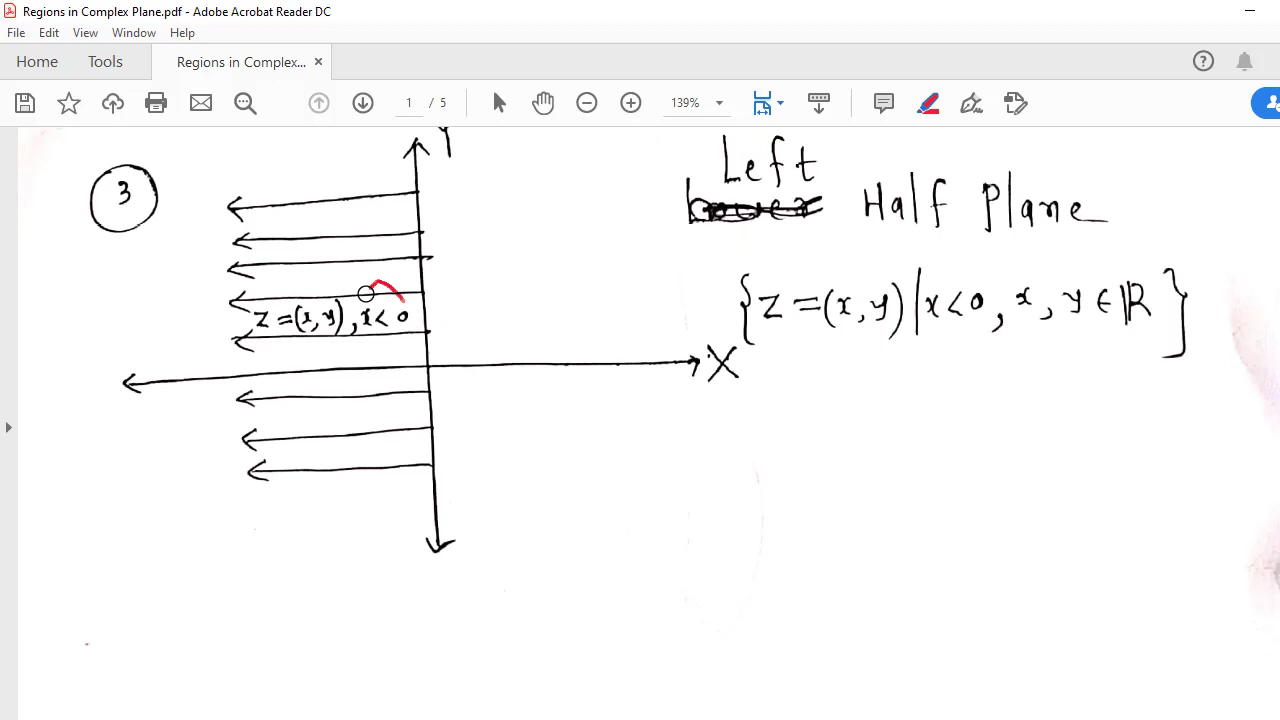 Regions in Complex Plane.pdf - Adobe Acrobat Reader DC
File Edit View Window Help
Home Tools Regions in Complex... ×
1 / 5 139%
Y
3
Left
Half Plane
z = (x, y), x < 0
{z = (x, y) | x < 0, x, y ∈ ℝ}
X